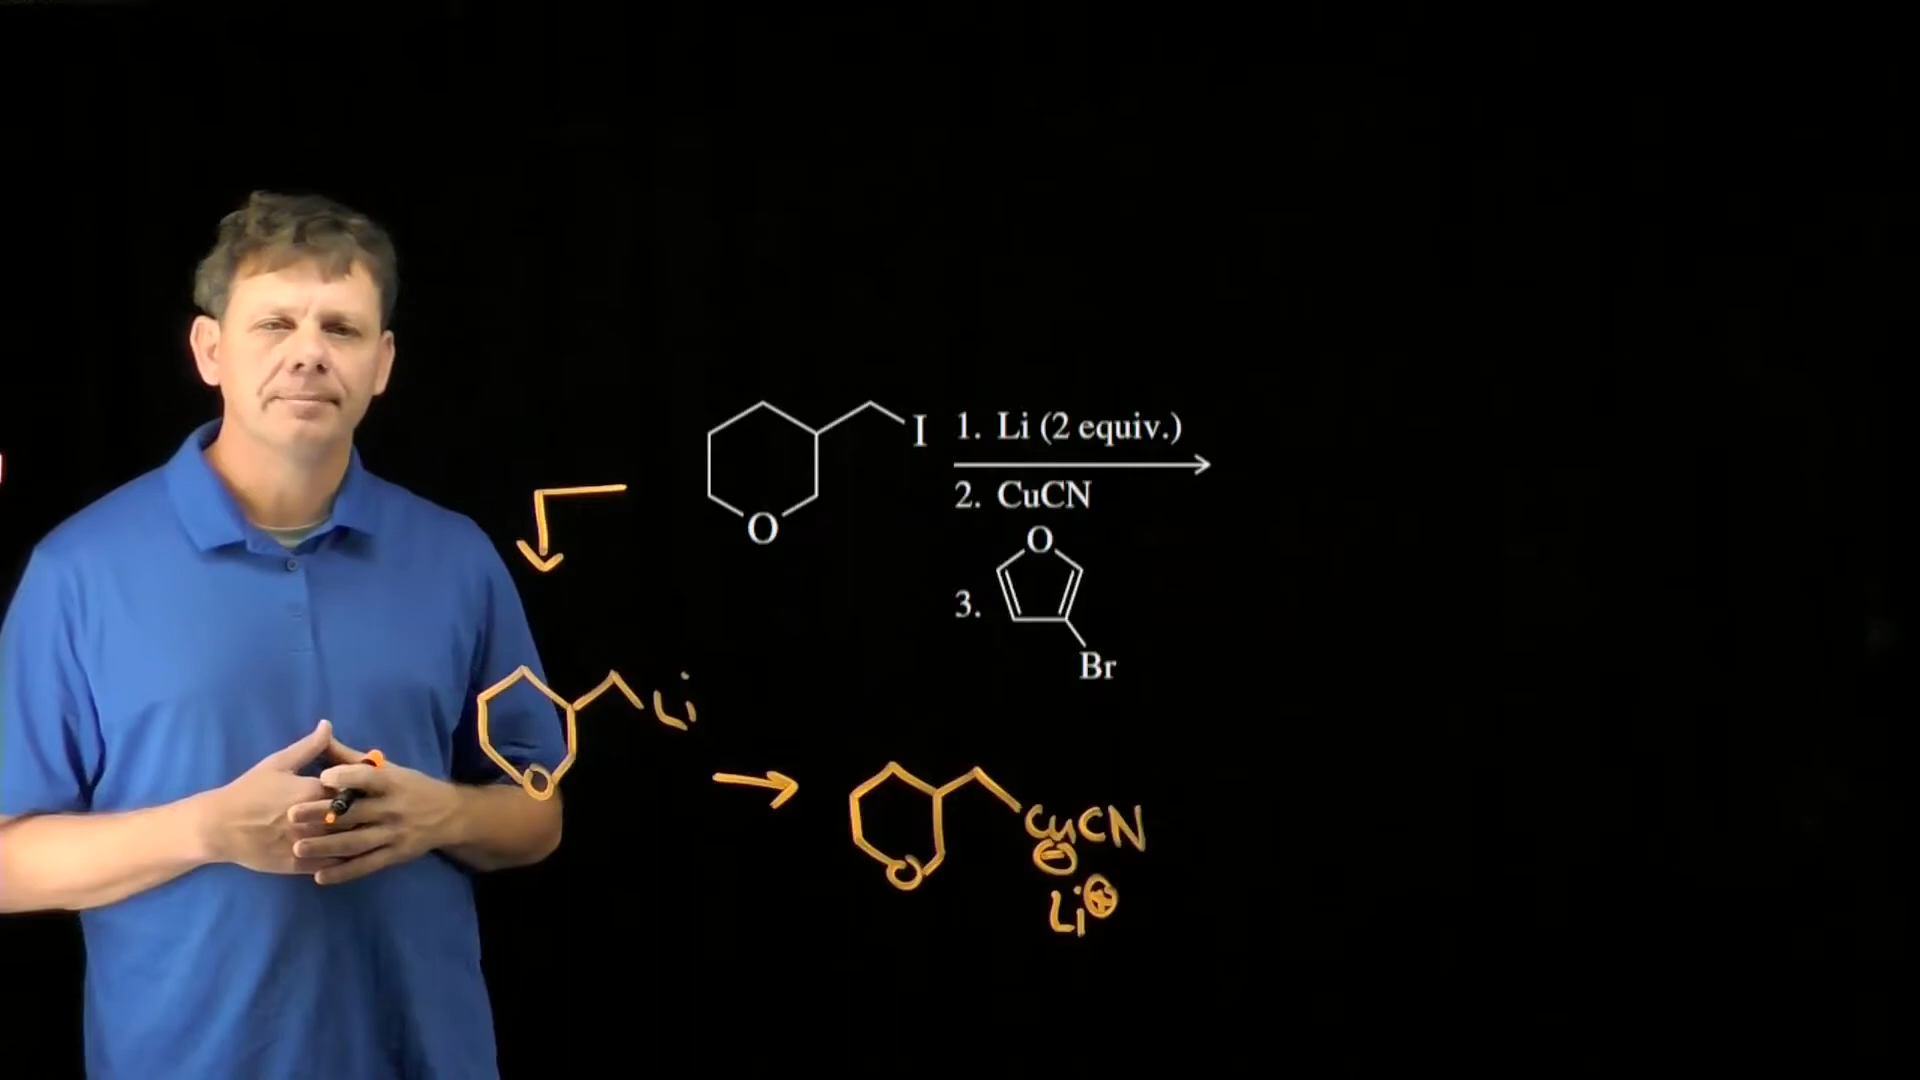 I
1. Li (2 equiv.)
2. CuCN
O
O
3.
Br
Li
O
CuCN
⊖
Li⊕
O